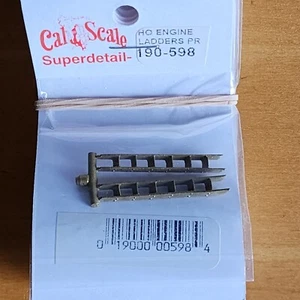 Cal Scale
HO ENGINE
LADDERS PR
Superdetail- 190-598
0 19000 00598 4